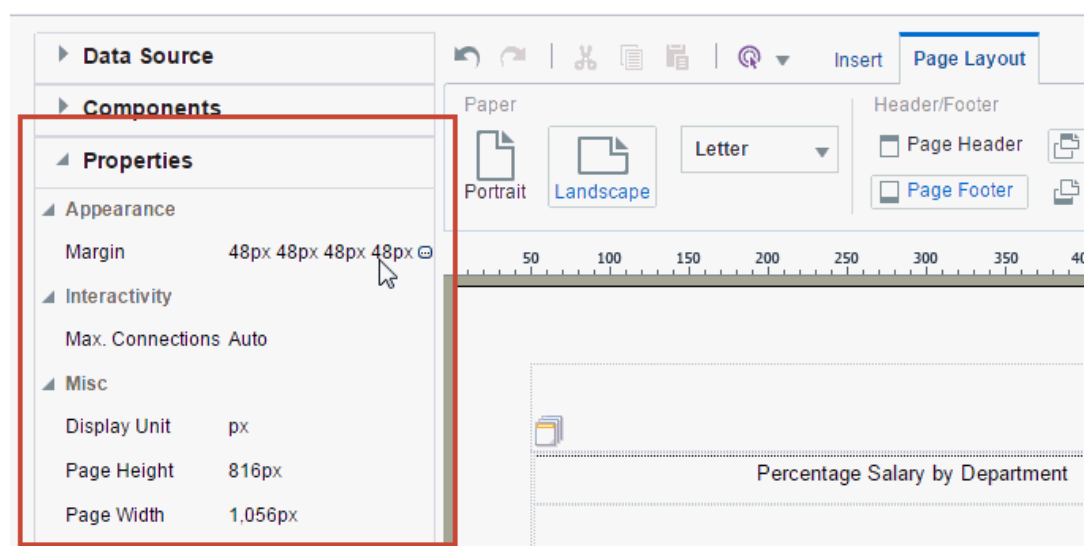 Data Source
Components
Properties
Appearance
Margin 48px 48px 48px 48px
Interactivity
Max. Connections Auto
Misc
Display Unit px
Page Height 816px
Page Width 1,056px
Insert Page Layout
Paper
Portrait
Landscape
Letter
Header/Footer
Page Header
Page Footer
50 100 150 200 250 300 350 40
Percentage Salary by Department